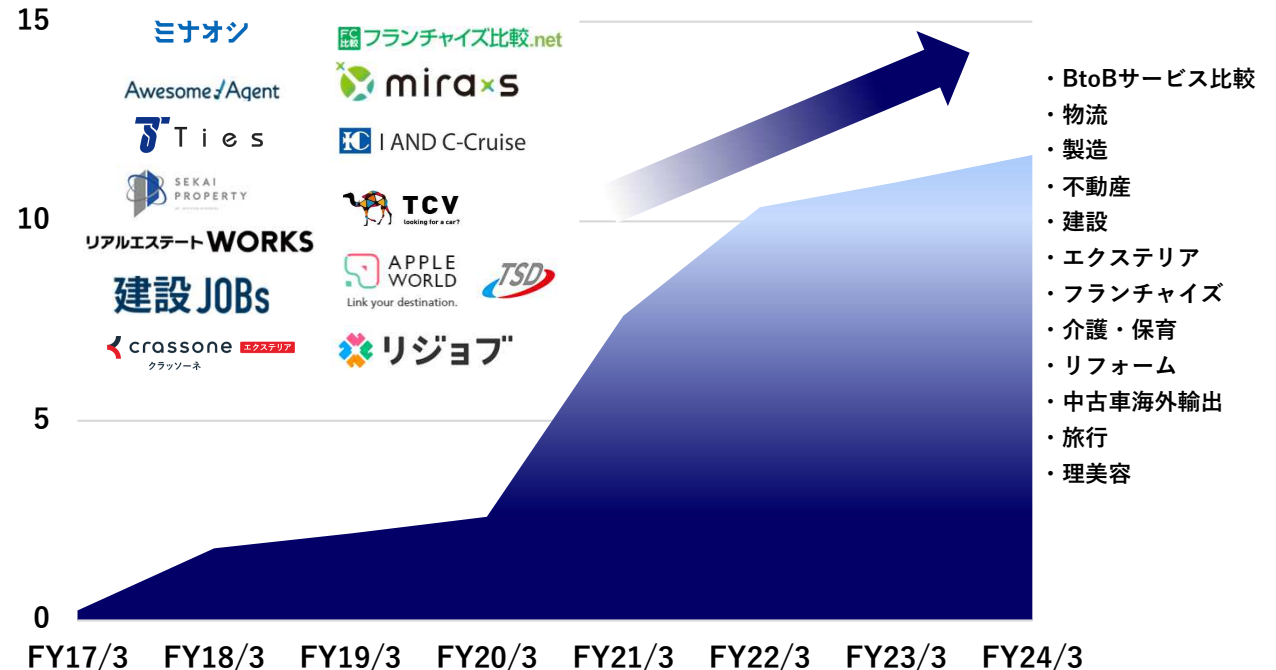 15
10
5
0
ミナオシ
Awesome Agent
Ties
SEKAI
PROPERTY
リアルエステートWORKS
建設JOBs
crassone エクステリア
クラッソーネ
FC
比較
フランチャイズ比較.net
mira×s
IC I AND C-Cruise
TCV
looking for a car?
APPLE
WORLD
Link your destination.
TSD
リジョブ
・BtoBサービス比較
・物流
・製造
・不動産
・建設
・エクステリア
・フランチャイズ
・介護・保育
・リフォーム
・中古車海外輸出
・旅行
・理美容
FY17/3 FY18/3 FY19/3 FY20/3 FY21/3 FY22/3 FY23/3 FY24/3